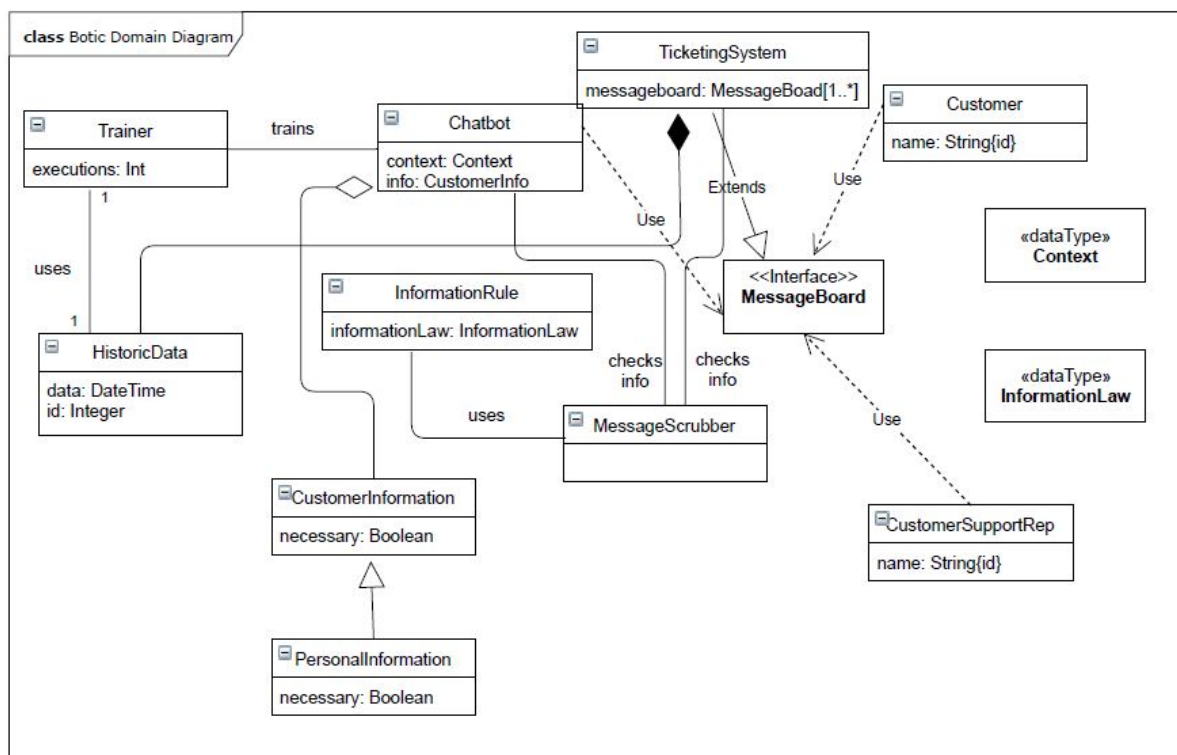 class Botic Domain Diagram
TicketingSystem
messageboard: MessageBoad[1..*]
Customer
name: String{id}
Trainer
executions: Int
trains
Chatbot
context: Context
info: CustomerInfo
1
Extends
Use
Use
«dataType»
Context
uses
<<Interface>>
MessageBoard
InformationRule
informationLaw: InformationLaw
1
HistoricData
data: DateTime
id: Integer
checks
info
checks
info
«dataType»
InformationLaw
uses
MessageScrubber
Use
CustomerInformation
necessary: Boolean
CustomerSupportRep
name: String{id}
PersonalInformation
necessary: Boolean